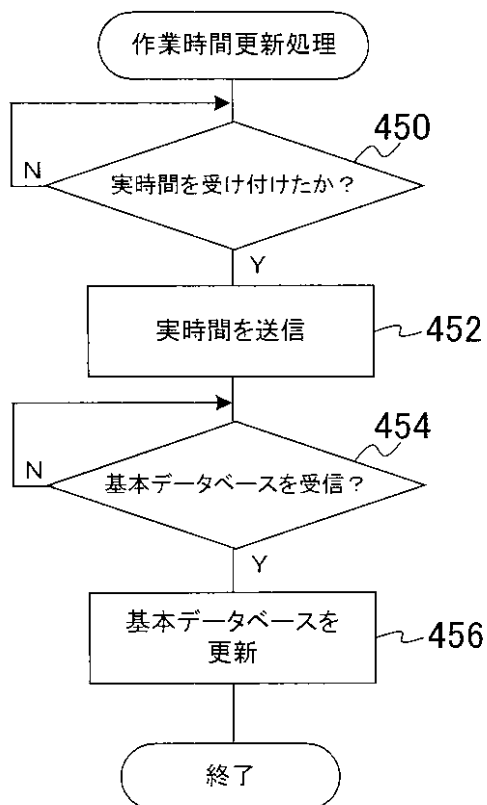 作業時間更新処理
450
N
実時間を受け付けたか？
Y
実時間を送信
452
454
N
基本データベースを受信？
Y
基本データベースを
更新
456
終了